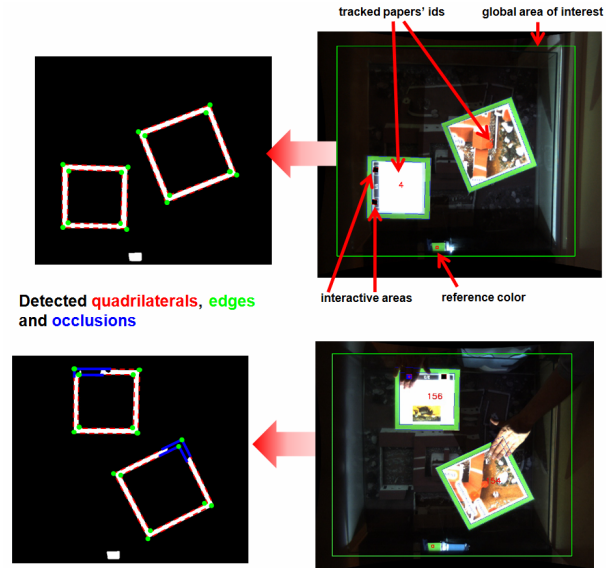 tracked papers' ids
global area of interest
4
interactive areas
reference color
Detected quadrilaterals, edges
and occlusions
156